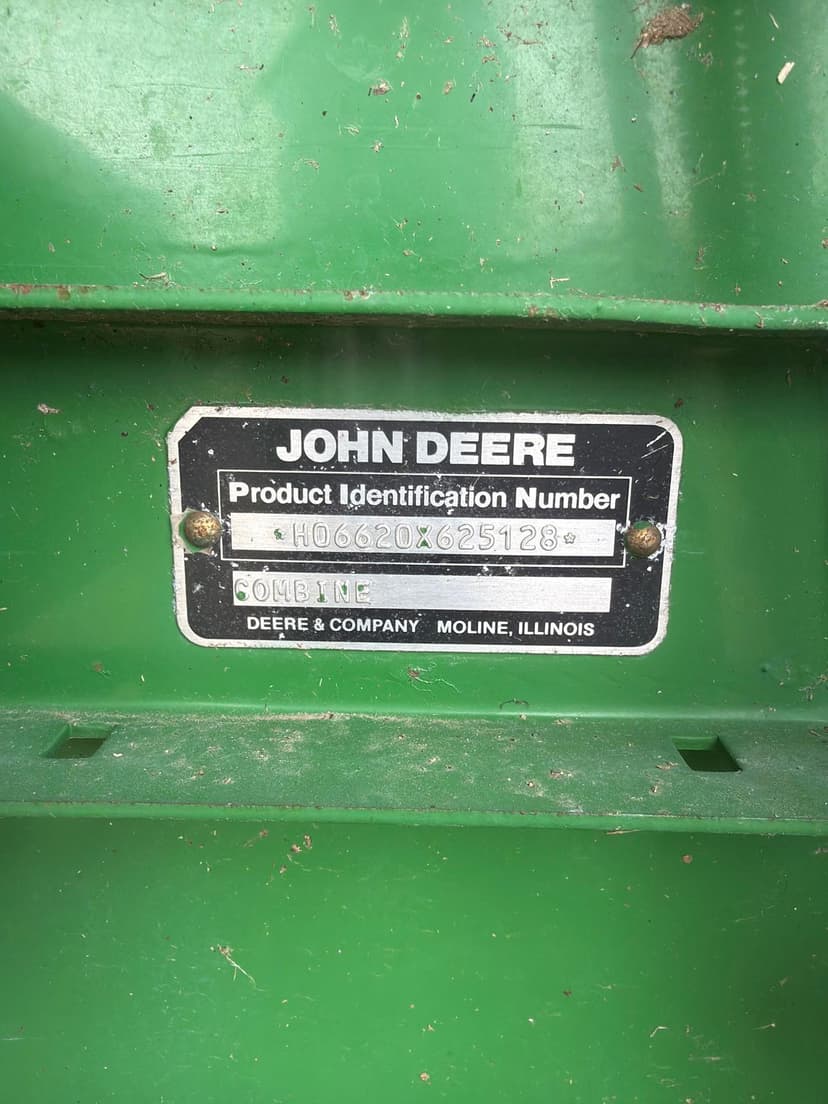 JOHN DEERE
Product Identification Number
*H06620X625128*
COMBINE
DEERE & COMPANY MOLINE, ILLINOIS